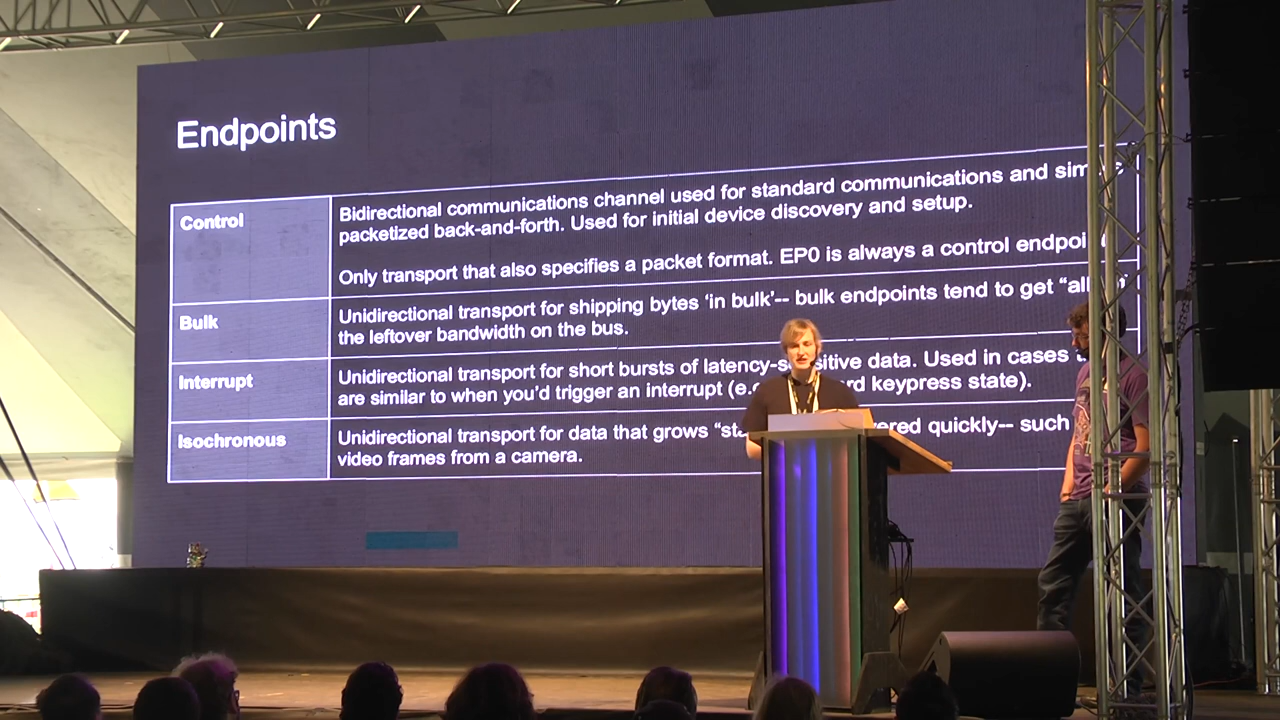 Endpoints
Control
Bidirectional communications channel used for standard communications and
packetized back-and-forth. Used for initial device discovery and setup.
Only transport that also specifies a packet format. EP0 is always a control
Bulk
Unidirectional transport for shipping bytes ‘in bulk’-- bulk endpoints tend to get
the leftover bandwidth on the bus.
Interrupt
Unidirectional transport for short bursts of data. Used in cases
are similar to when you’d trigger an interrupt keypress state).
Isochronous
Unidirectional transport for data that grows quickly-- such
video frames from a camera.